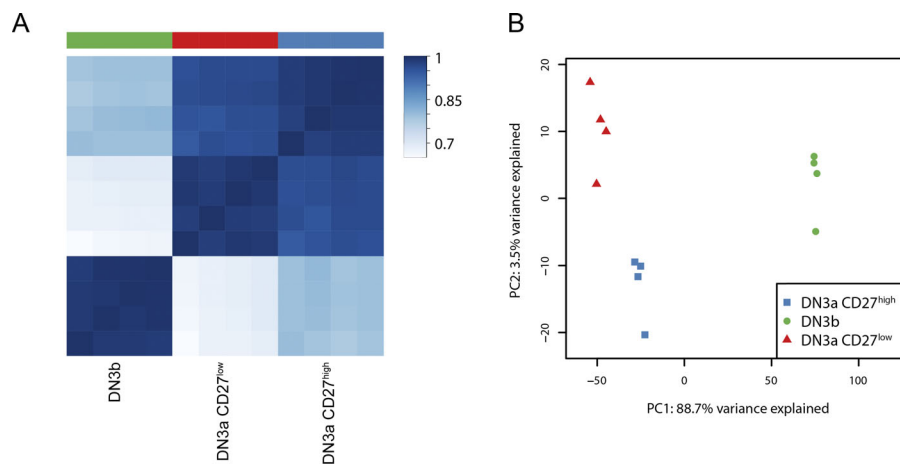 A
1
0.85
0.7
DN3b
DN3a CD27low
DN3a CD27high
B
20
10
0
−10
−20
PC2: 3.5% variance explained
−50
0
50
100
PC1: 88.7% variance explained
DN3a CD27high
DN3b
DN3a CD27low